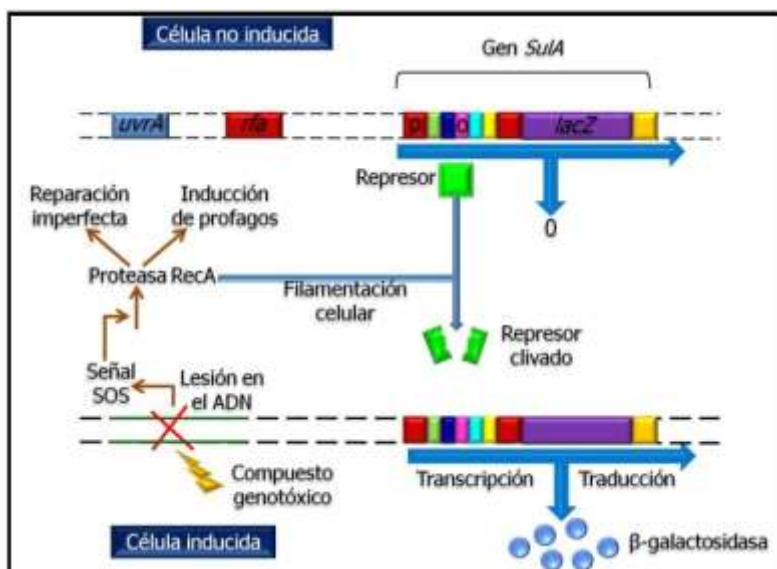 Célula no inducida
Gen SulA
uvrA
rfa
p
o
lacZ
Represor
0
Reparación
imperfecta
Inducción
de profagos
Proteasa RecA
Filamentación
celular
Represor
clivado
Señal
SOS
Lesión en
el ADN
Compuesto
genotóxico
Transcripción
Traducción
Célula inducida
β-galactosidasa